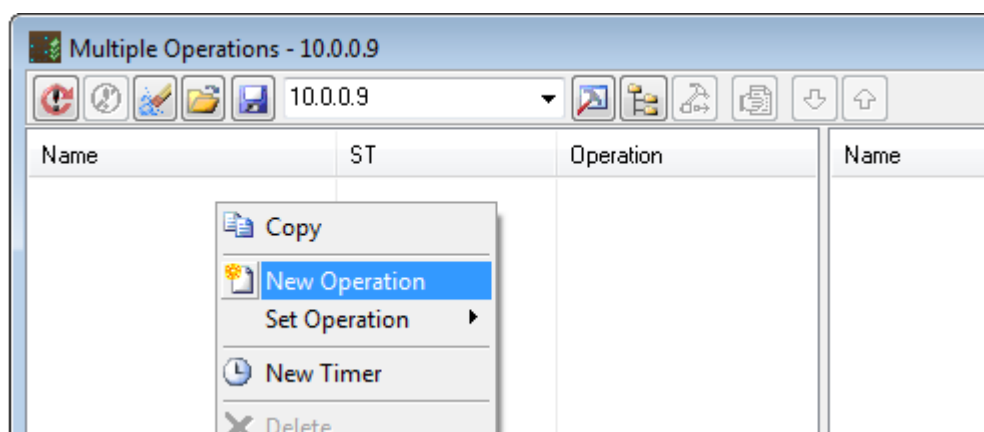 Multiple Operations - 10.0.0.9
10.0.0.9
Name ST Operation Name
Copy
New Operation
Set Operation
New Timer
Delete